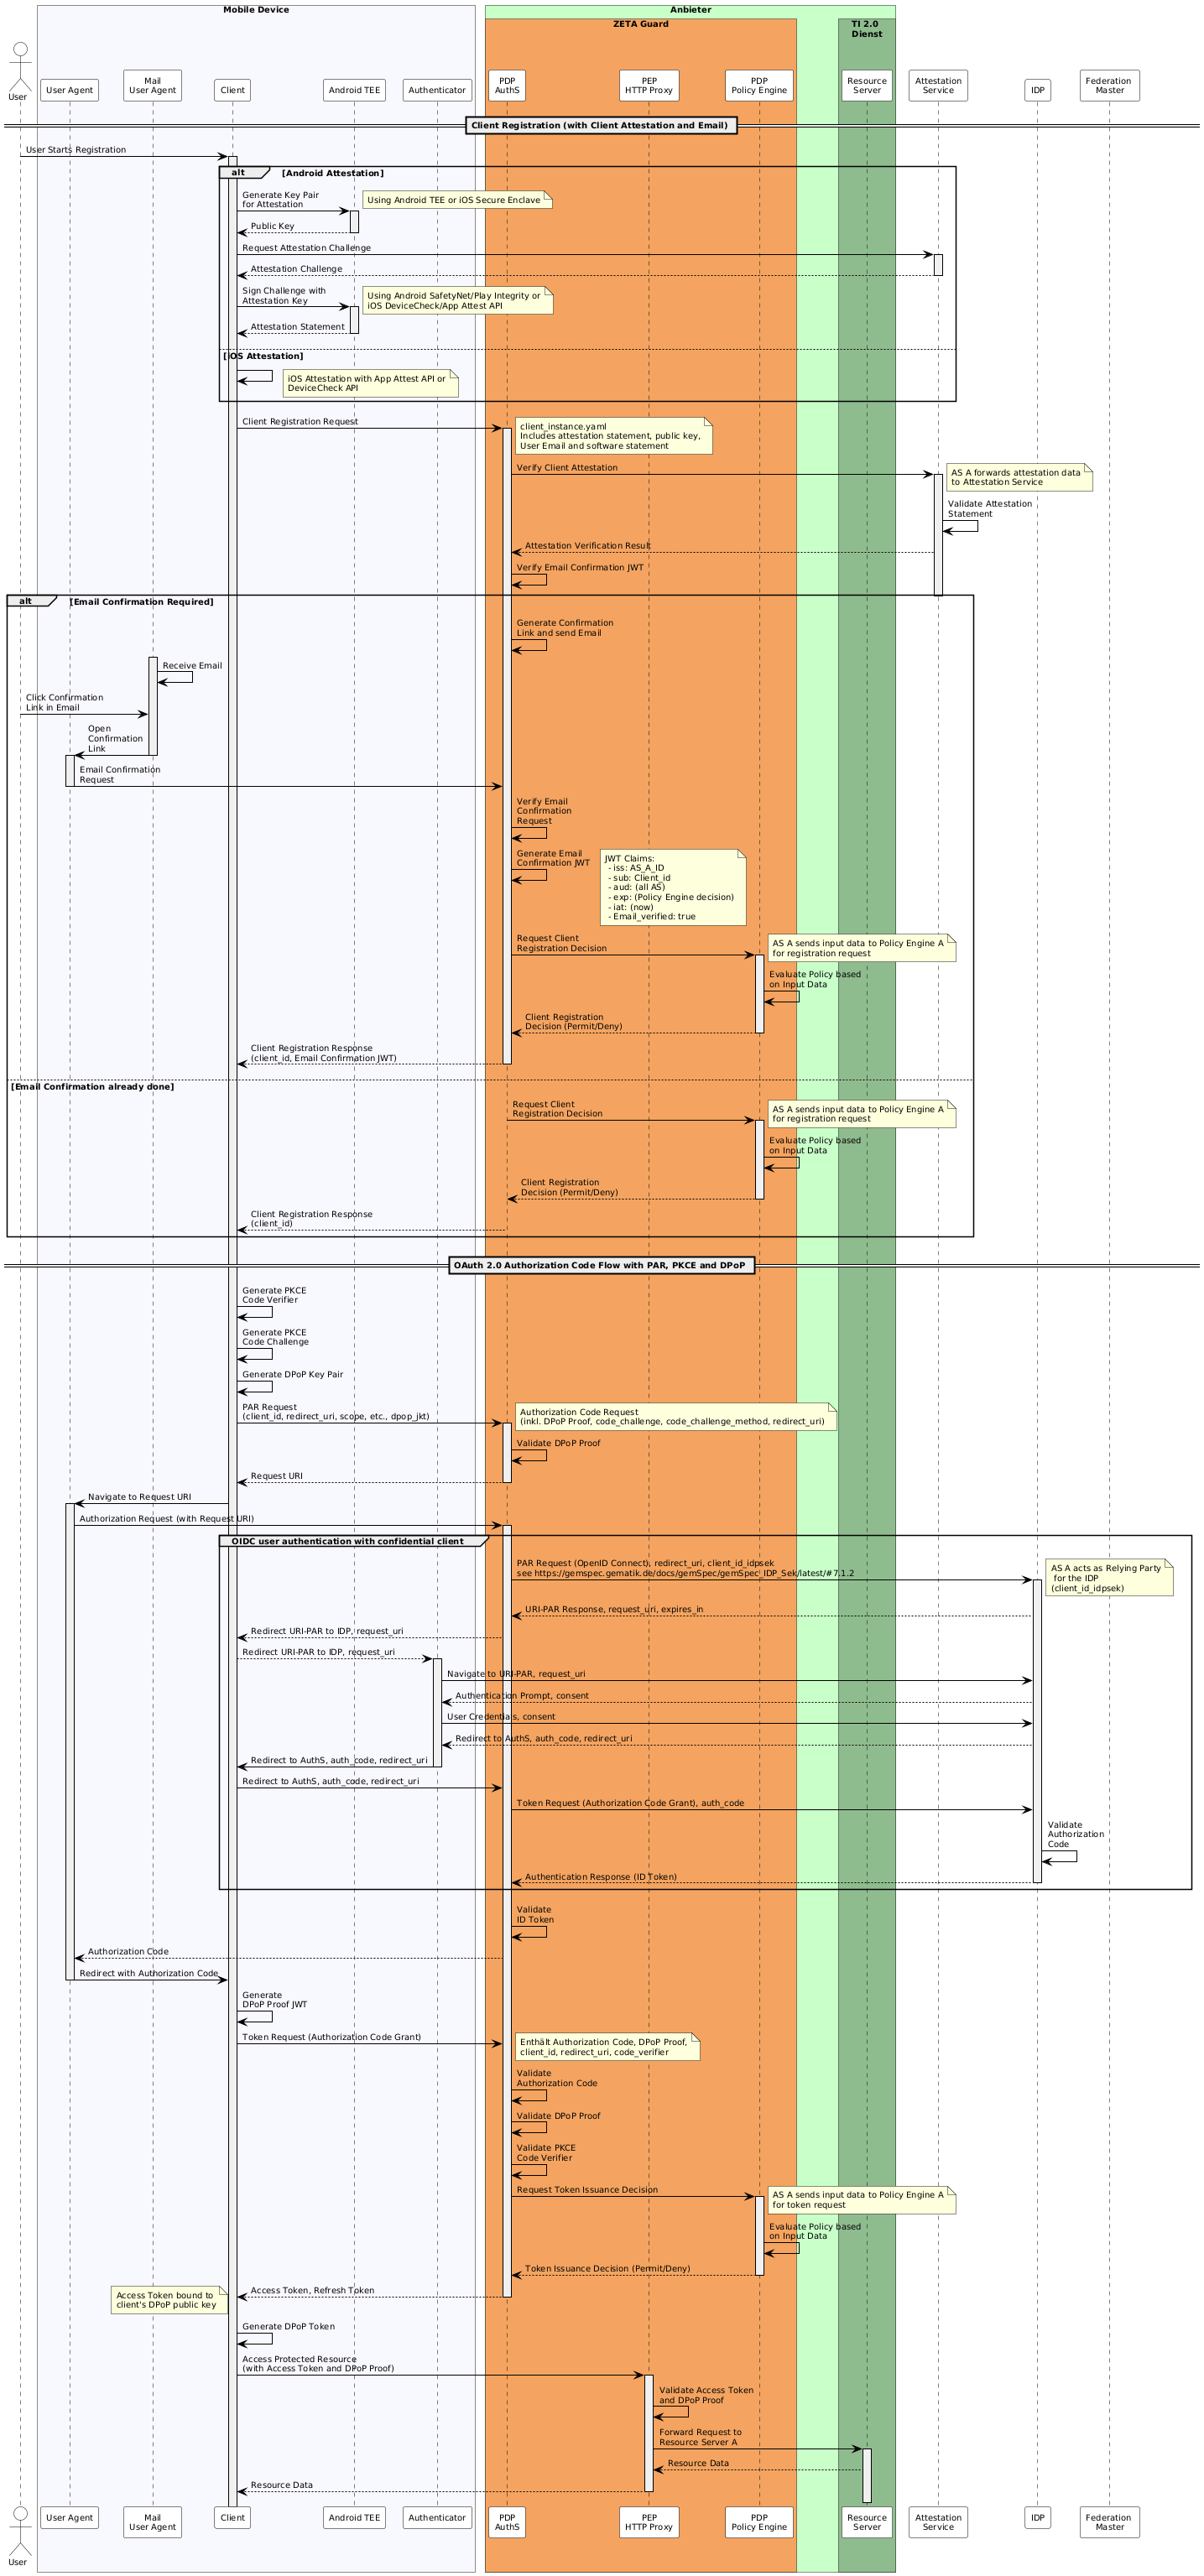 Mobile Device
Anbieter
ZETA Guard
TI 2.0
Dienst
User
User Agent
Mail
User Agent
Client
Android TEE
Authenticator
PDP
AuthS
PEP
HTTP Proxy
PDP
Policy Engine
Resource
Server
Attestation
Service
IDP
Federation
Master
Client Registration (with Client Attestation and Email)
User Starts Registration
alt
[Android Attestation]
Generate Key Pair
for Attestation
Using Android TEE or iOS Secure Enclave
Public Key
Request Attestation Challenge
Attestation Challenge
Sign Challenge with
Attestation Key
Using Android SafetyNet/Play Integrity or
iOS DeviceCheck/App Attest API
Attestation Statement
[iOS Attestation]
iOS Attestation with App Attest API or
DeviceCheck API
Client Registration Request
client_instance.yaml
Includes attestation statement, public key,
User Email and software statement
Verify Client Attestation
AS A forwards attestation data
to Attestation Service
Validate Attestation
Statement
Attestation Verification Result
Verify Email Confirmation JWT
alt
[Email Confirmation Required]
Generate Confirmation
Link and send Email
Receive Email
Click Confirmation
Link in Email
Open
Confirmation
Link
Email Confirmation
Request
Verify Email
Confirmation
Request
Generate Email
Confirmation JWT
JWT Claims:
- iss: AS_A_ID
- sub: Client_id
- aud: (all AS)
- exp: (Policy Engine decision)
- iat: (now)
- Email_verified: true
Request Client
Registration Decision
AS A sends input data to Policy Engine A
for registration request
Evaluate Policy based
on Input Data
Client Registration
Decision (Permit/Deny)
Client Registration Response
(client_id, Email Confirmation JWT)
[Email Confirmation already done]
Request Client
Registration Decision
AS A sends input data to Policy Engine A
for registration request
Evaluate Policy based
on Input Data
Client Registration
Decision (Permit/Deny)
Client Registration Response
(client_id)
OAuth 2.0 Authorization Code Flow with PAR, PKCE and DPoP
Generate PKCE
Code Verifier
Generate PKCE
Code Challenge
Generate DPoP Key Pair
PAR Request
(client_id, redirect_uri, scope, etc., dpop_jkt)
Authorization Code Request
(inkl. DPoP Proof, code_challenge, code_challenge_method, redirect_uri)
Validate DPoP Proof
Request URI
Navigate to Request URI
Authorization Request (with Request URI)
OIDC user authentication with confidential client
PAR Request (OpenID Connect), redirect_uri, client_id_idpsek
see https://gemspec.gematik.de/docs/gemSpec/gemSpec_IDP_Sek/latest/#7.1.2
AS A acts as Relying Party
for the IDP
(client_id_idpsek)
URI-PAR Response, request_uri, expires_in
Redirect URI-PAR to IDP, request_uri
Redirect URI-PAR to IDP, request_uri
Navigate to URI-PAR, request_uri
Authentication Prompt, consent
User Credentials, consent
Redirect to AuthS, auth_code, redirect_uri
Redirect to AuthS, auth_code, redirect_uri
Redirect to AuthS, auth_code, redirect_uri
Token Request (Authorization Code Grant), auth_code
Validate
Authorization
Code
Authentication Response (ID Token)
Validate
ID Token
Authorization Code
Redirect with Authorization Code
Generate
DPoP Proof JWT
Token Request (Authorization Code Grant)
Enthält Authorization Code, DPoP Proof,
client_id, redirect_uri, code_verifier
Validate
Authorization Code
Validate DPoP Proof
Validate PKCE
Code Verifier
Request Token Issuance Decision
AS A sends input data to Policy Engine A
for token request
Evaluate Policy based
on Input Data
Token Issuance Decision (Permit/Deny)
Access Token, Refresh Token
Access Token bound to
client's DPoP public key
Generate DPoP Token
Access Protected Resource
(with Access Token and DPoP Proof)
Validate Access Token
and DPoP Proof
Forward Request to
Resource Server A
Resource Data
Resource Data
User
User Agent
Mail
User Agent
Client
Android TEE
Authenticator
PDP
AuthS
PEP
HTTP Proxy
PDP
Policy Engine
Resource
Server
Attestation
Service
IDP
Federation
Master